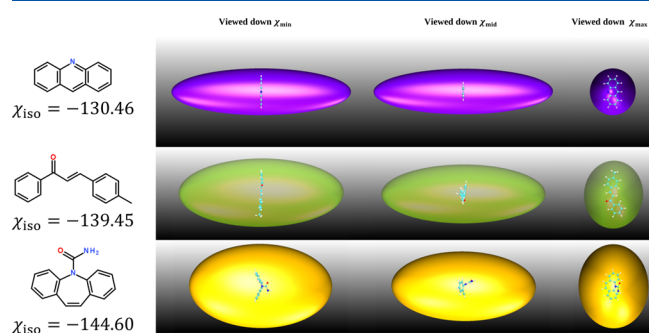 Viewed down χmin
Viewed down χmid
Viewed down χmax
N
χiso = −130.46
O
χiso = −139.45
O
NH2
N
χiso = −144.60